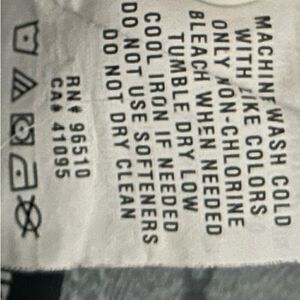 MACHINE WASH COLD
WITH LIKE COLORS
ONLY NON-CHLORINE
BLEACH WHEN NEEDED
TUMBLE DRY LOW
COOL IRON IF NEEDED
DO NOT USE SOFTENERS
DO NOT DRY CLEAN
RN# 96510
CA# 41095